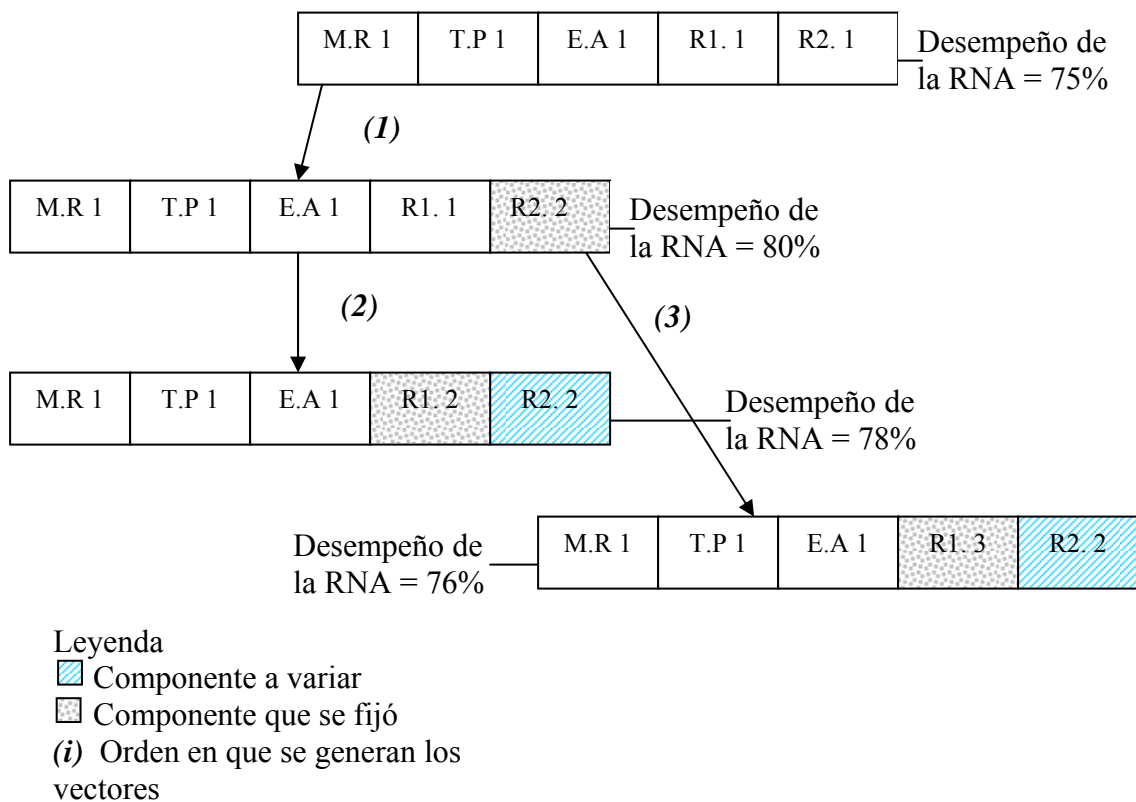 M.R 1 T.P 1 E.A 1 R1. 1 R2. 1
Desempeño de
la RNA = 75%
(1)
M.R 1 T.P 1 E.A 1 R1. 1 R2. 2
Desempeño de
la RNA = 80%
(2)
(3)
M.R 1 T.P 1 E.A 1 R1. 2 R2. 2
Desempeño de
la RNA = 78%
Desempeño de
la RNA = 76%
M.R 1 T.P 1 E.A 1 R1. 3 R2. 2
Leyenda
Componente a variar
Componente que se fijó
(i) Orden en que se generan los
vectores